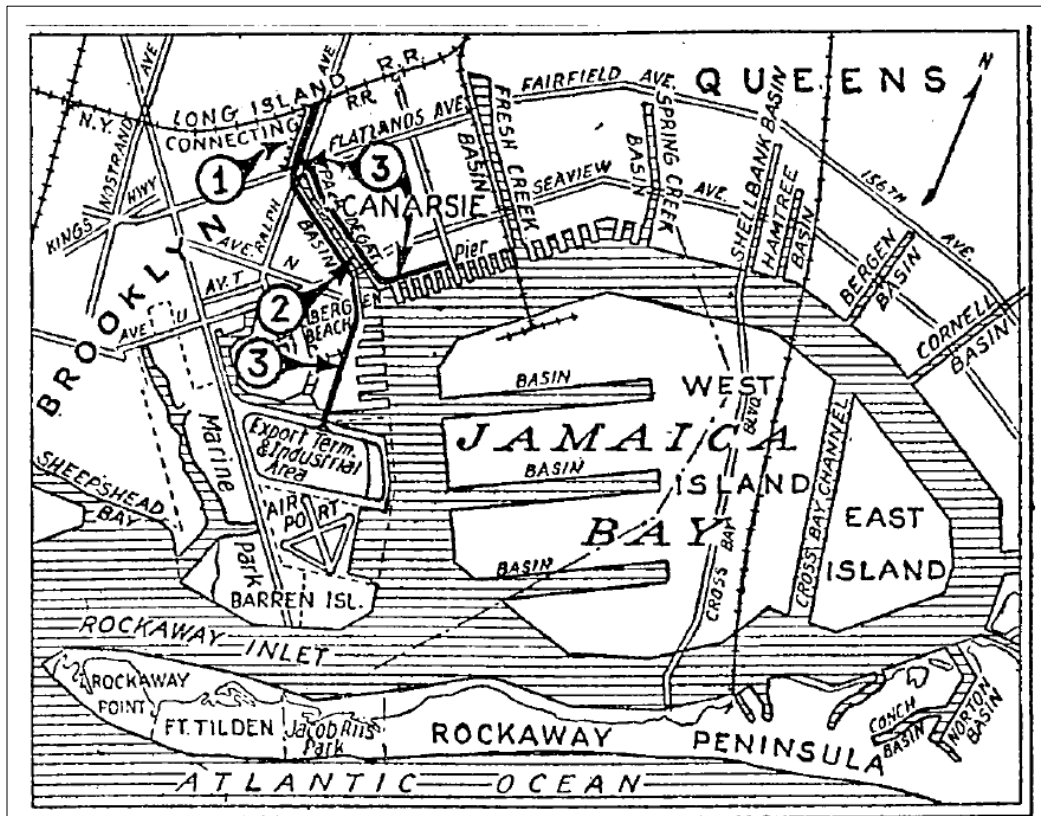 QUEENS
N
LONG ISLAND R.R.
N.Y. CONNECTING R.R.
AVE
AVE
NOSTRAND
KINGS HWY
FLATLANDS AVE.
FAIRFIELD AVE.
FRESH CREEK
BASIN
SPRING CREEK
BASIN
SEAVIEW AVE.
SHELLBANK BASIN
HAMTREE
BASIN
156TH AVE.
BERGEN
BASIN
CORNELL
BASIN
1
3
CANARSIE
PAERDEGAT
BASIN
Pier
RALPH
AVE.
AVE. N
AV. T
AVE U
2
BERGEN
BEACH
3
BROOKLYN
Marine
Park
Export Term.
& Industrial
Area
AIR
PORT
BARREN ISL.
SHEEPSHEAD
BAY
BASIN
BASIN
BASIN
WEST
ISLAND
JAMAICA
BAY
CROSS BAY BLVD
CROSS BAY CHANNEL
EAST
ISLAND
ROCKAWAY INLET
ROCKAWAY
POINT
FT. TILDEN
Jacob Riis
Park
ROCKAWAY PENINSULA
CONCH
BASIN
NORTON
BASIN
ATLANTIC OCEAN